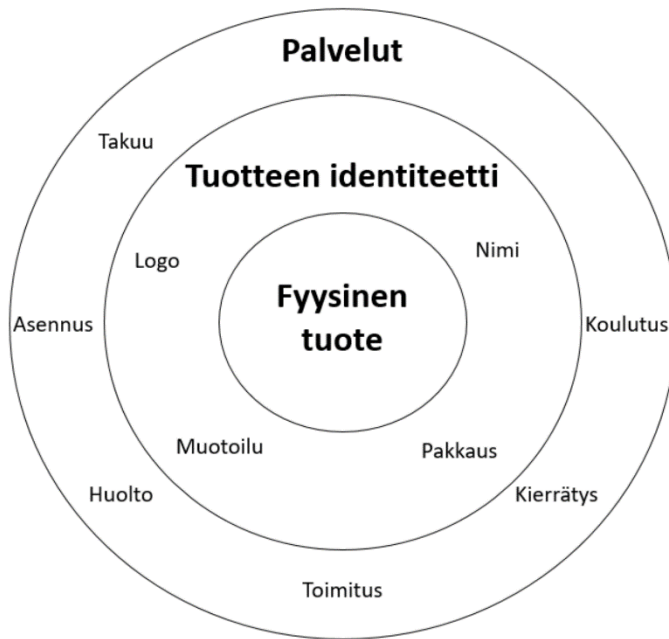 Palvelut
Takuu
Tuotteen identiteetti
Logo
Nimi
Fyysinen
tuote
Asennus
Koulutus
Muotoilu
Pakkaus
Huolto
Kierrätys
Toimitus